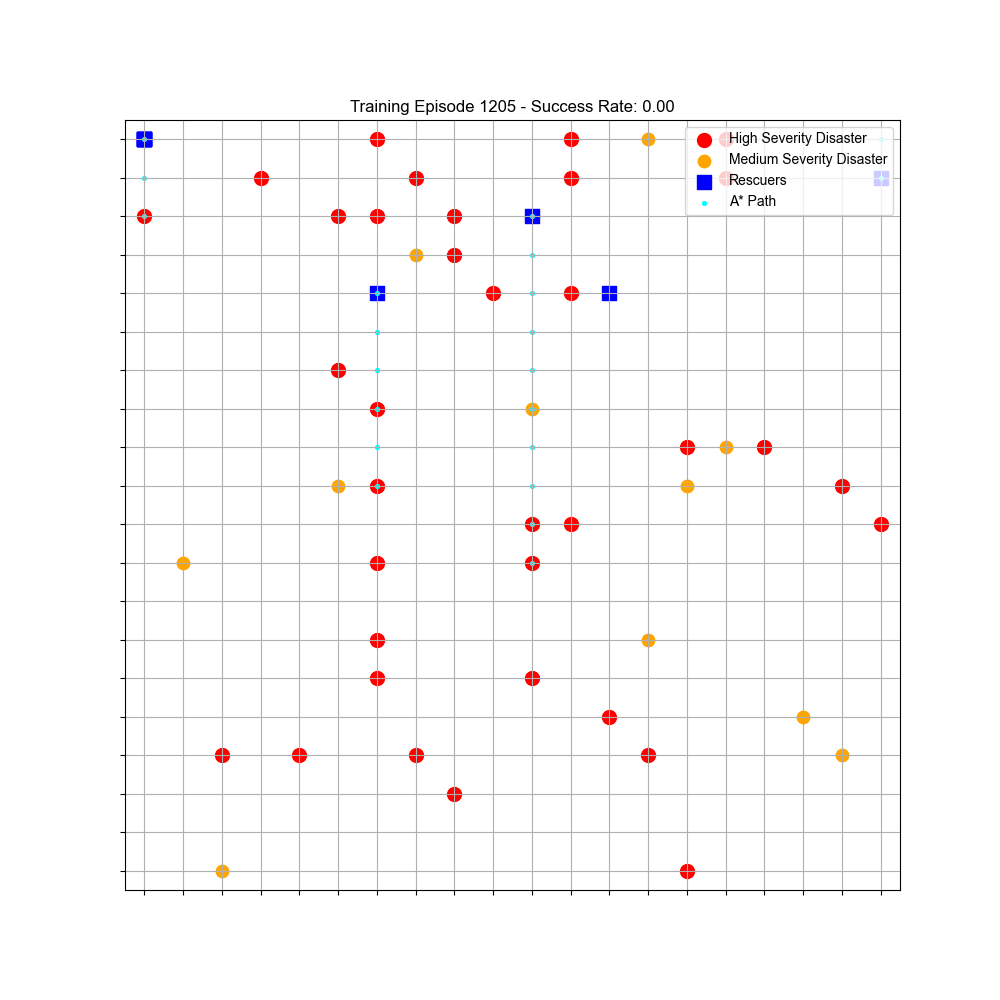 Training Episode 1205 - Success Rate: 0.00
High Severity Disaster
Medium Severity Disaster
Rescuers
A* Path